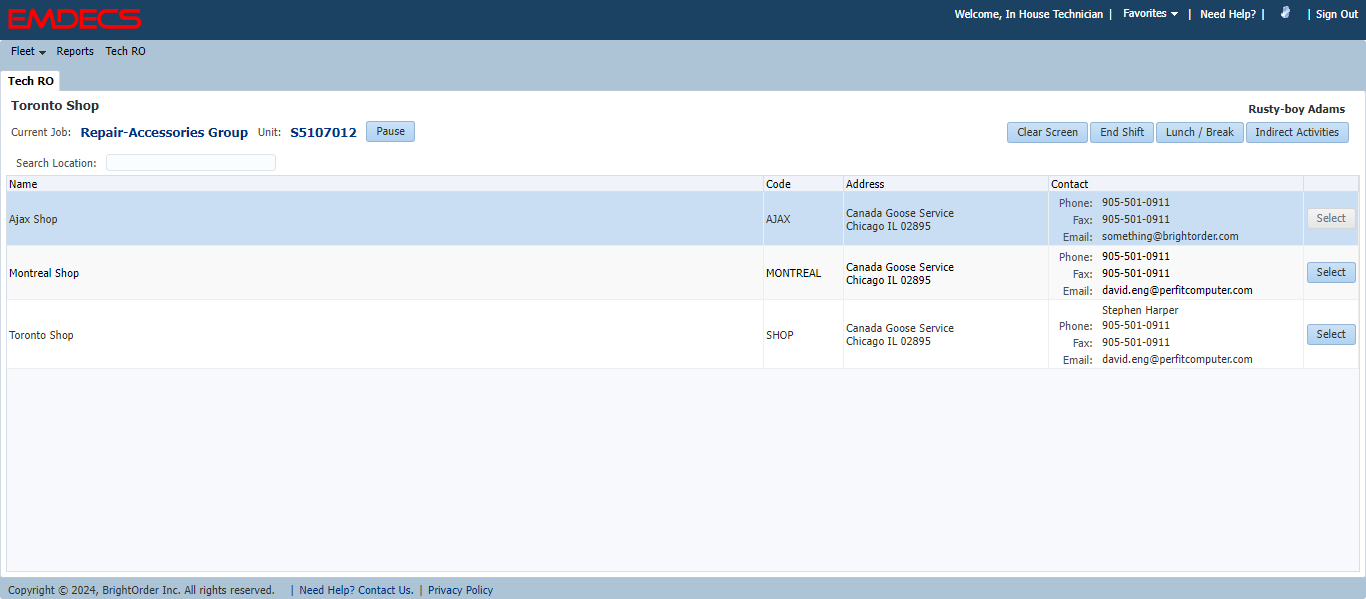 EMDECS
Welcome, In House Technician | Favorites | Need Help? | | Sign Out
Fleet Reports Tech RO
Tech RO
Toronto Shop
Rusty-boy Adams
Current Job: Repair-Accessories Group Unit: S5107012 Pause
Clear Screen End Shift Lunch / Break Indirect Activities
Search Location:
Name Code Address Contact
Ajax Shop AJAX Canada Goose Service
Chicago IL 02895
Phone: 905-501-0911
Fax: 905-501-0911
Email: something@brightorder.com
Select
Montreal Shop MONTREAL Canada Goose Service
Chicago IL 02895
Phone: 905-501-0911
Fax: 905-501-0911
Email: david.eng@perfitcomputer.com
Select
Toronto Shop SHOP Canada Goose Service
Chicago IL 02895
Stephen Harper
Phone: 905-501-0911
Fax: 905-501-0911
Email: david.eng@perfitcomputer.com
Select
Copyright © 2024, BrightOrder Inc. All rights reserved. | Need Help? Contact Us. | Privacy Policy